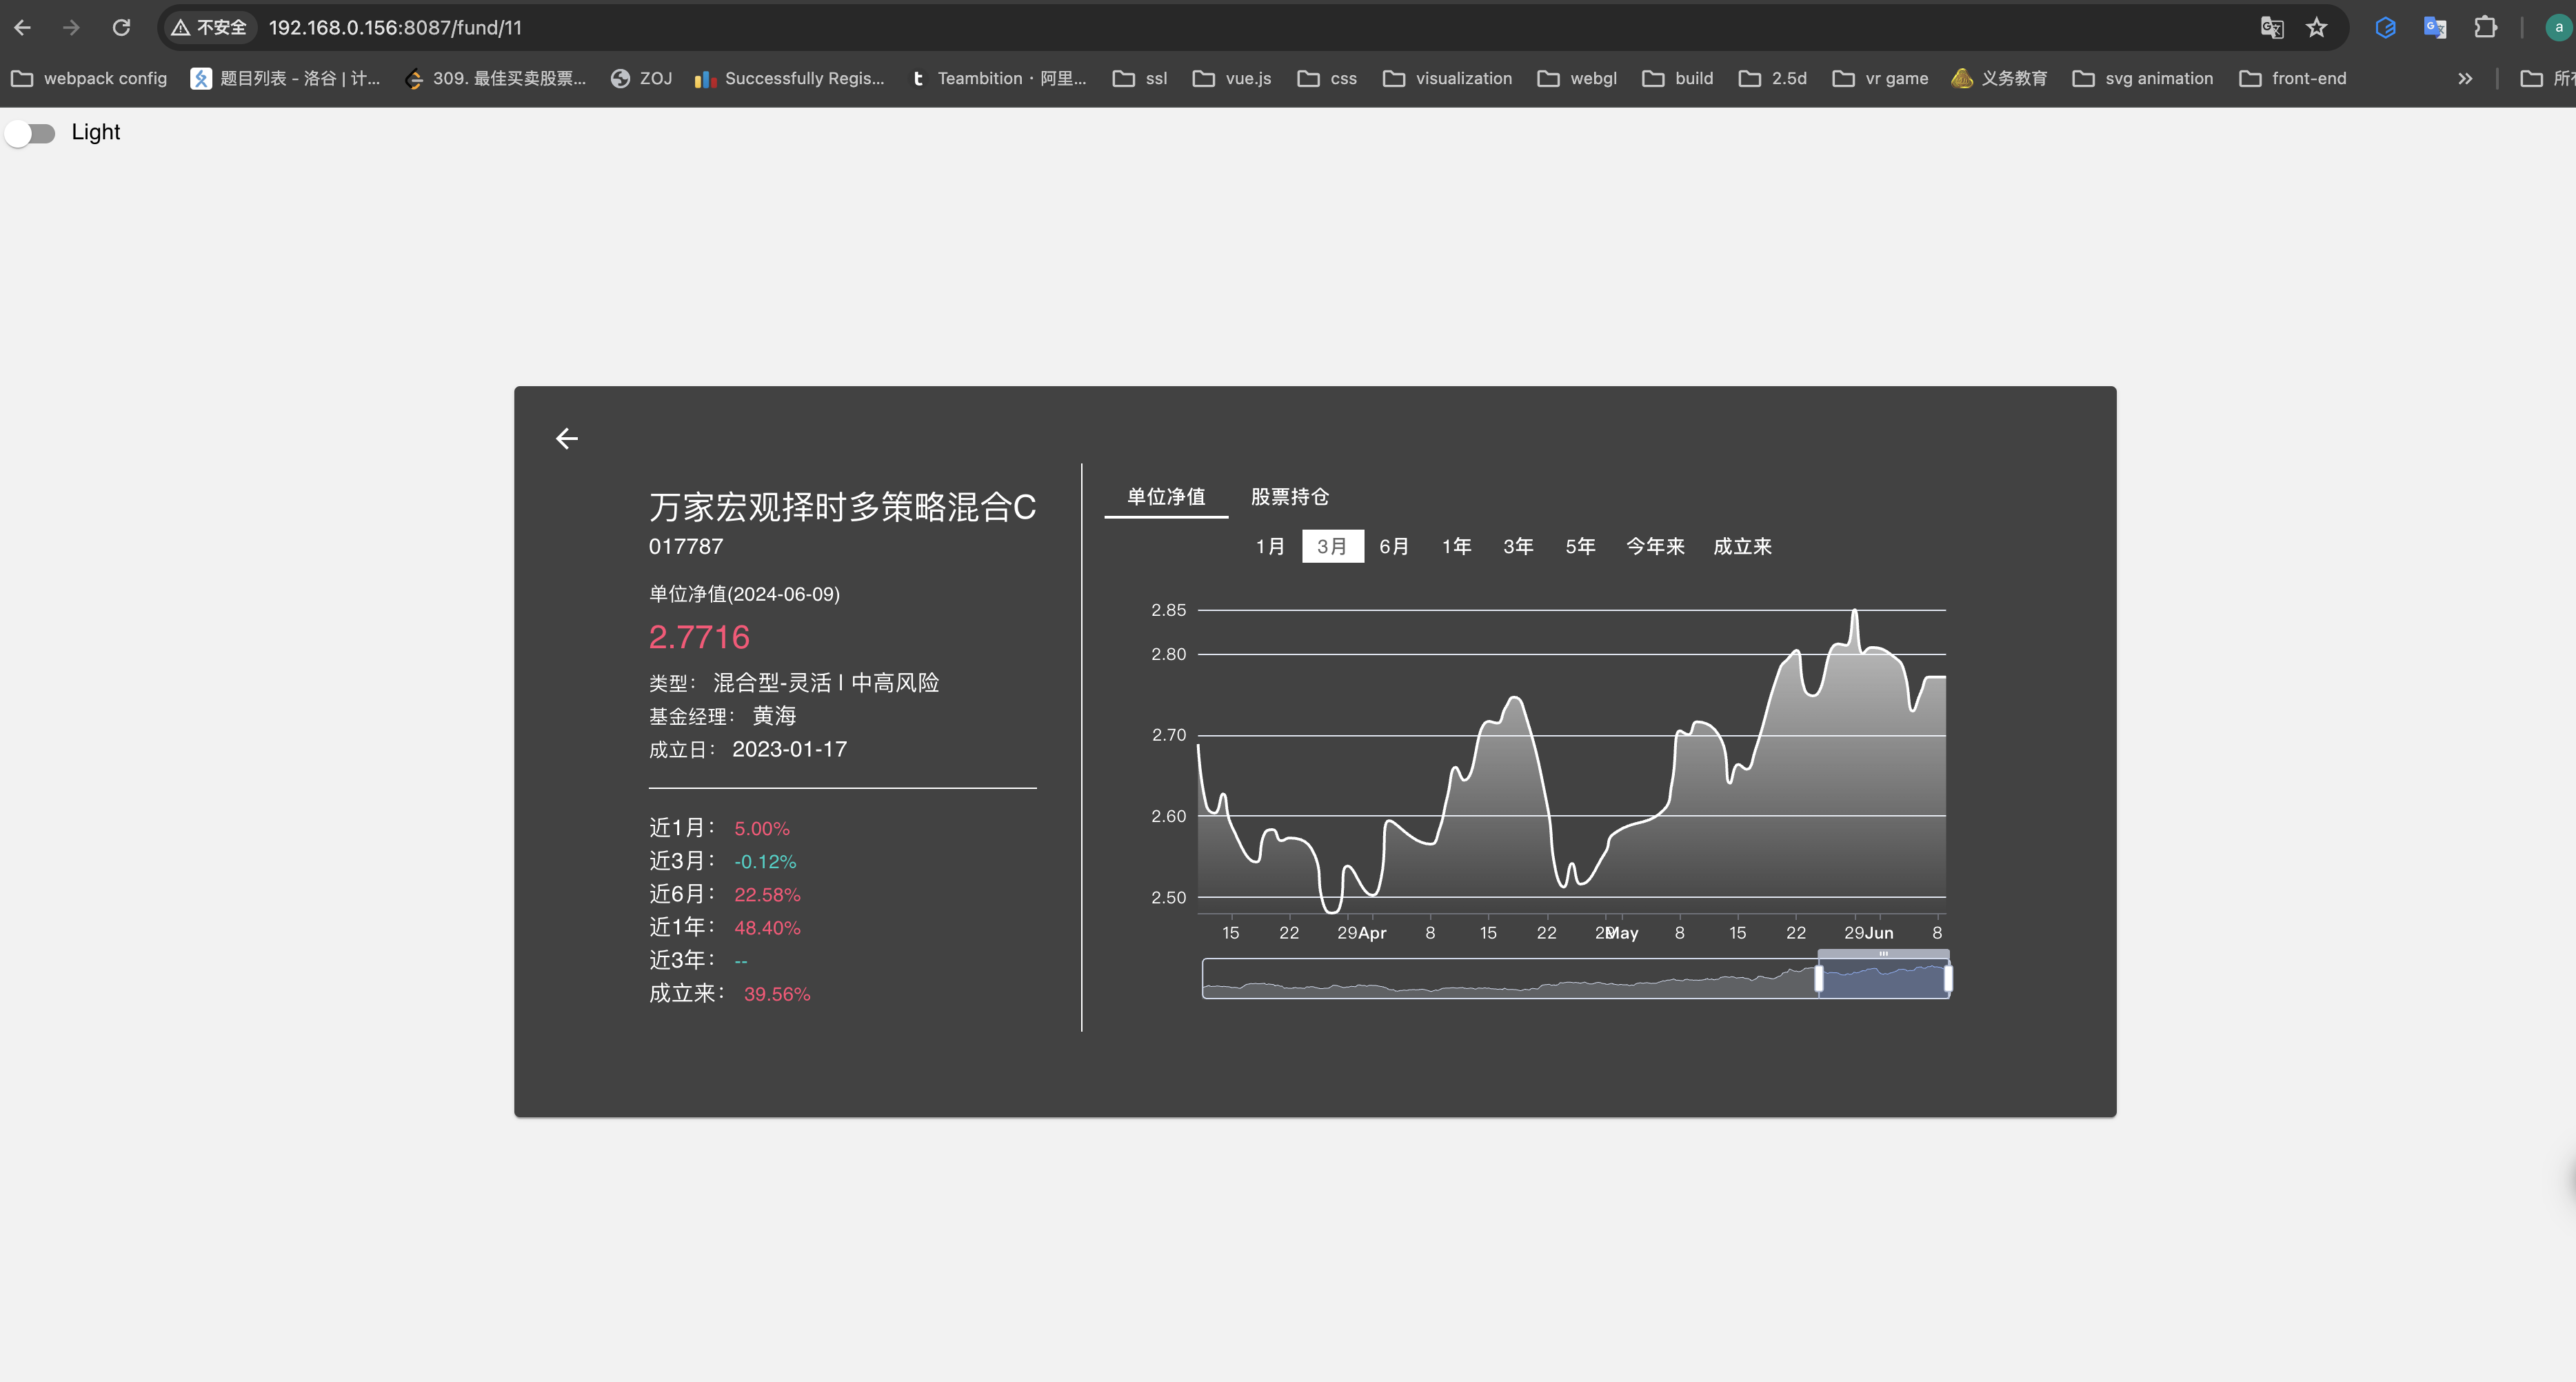 不安全 192.168.0.156:8087/fund/11 a
webpack config 题目列表 - 洛谷 | 计... 309. 最佳买卖股票... ZOJ Successfully Regis... Teambition · 阿里... ssl vue.js css visualization webgl build 2.5d vr game 义务教育 svg animation front-end » 所有
Light
万家宏观择时多策略混合C
017787
单位净值(2024-06-09)
2.7716
类型: 混合型-灵活 | 中高风险
基金经理: 黄海
成立日: 2023-01-17
近1月: 5.00%
近3月: -0.12%
近6月: 22.58%
近1年: 48.40%
近3年: --
成立来: 39.56%
单位净值 股票持仓
1月 3月 6月 1年 3年 5年 今年来 成立来
2.85
2.80
2.70
2.60
2.50
15 22 29 Apr 8 15 22 29 May 8 15 22 29 Jun 8